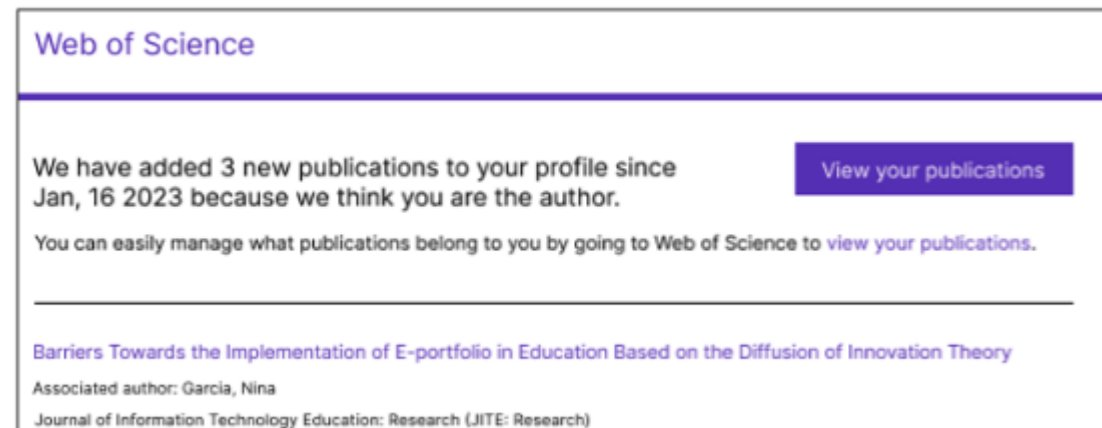 Web of Science
We have added 3 new publications to your profile since
Jan, 16 2023 because we think you are the author.
View your publications
You can easily manage what publications belong to you by going to Web of Science to view your publications.
Barriers Towards the Implementation of E-portfolio in Education Based on the Diffusion of Innovation Theory
Associated author: Garcia, Nina
Journal of Information Technology Education: Research (JITE: Research)